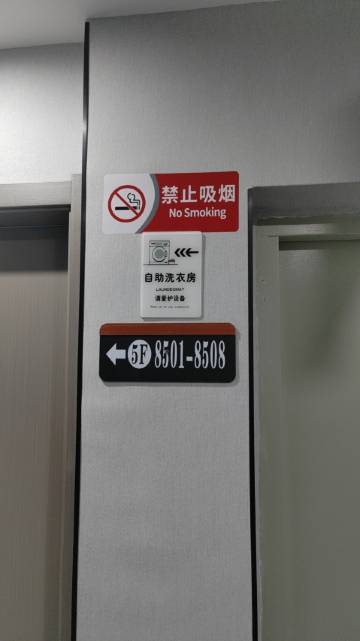 禁止吸烟
No Smoking
自助洗衣房
LAUNDROMAT
请爱护设备
5F 8501-8508